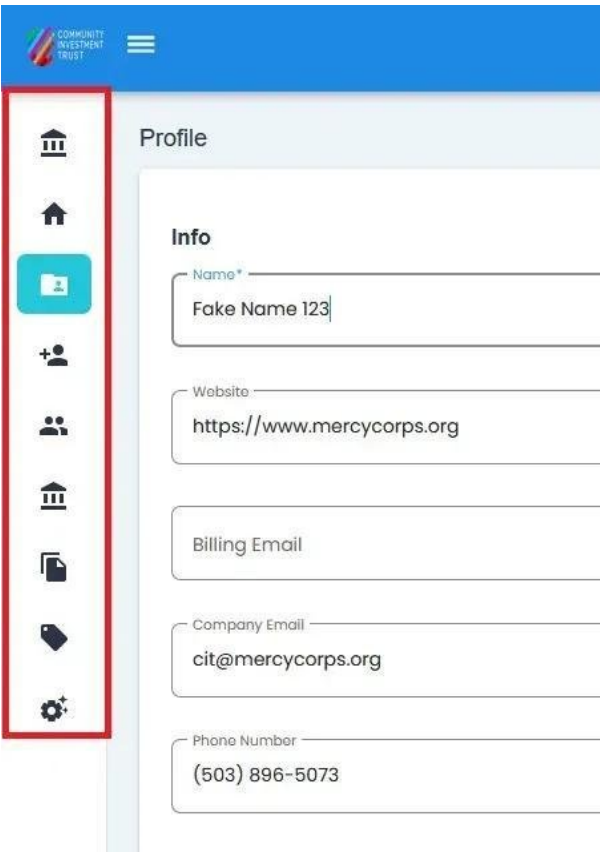 COMMUNITY
INVESTMENT
TRUST
Profile
Info
Name*
Fake Name 123
Website
https://www.mercycorps.org
Billing Email
Company Email
cit@mercycorps.org
Phone Number
(503) 896-5073